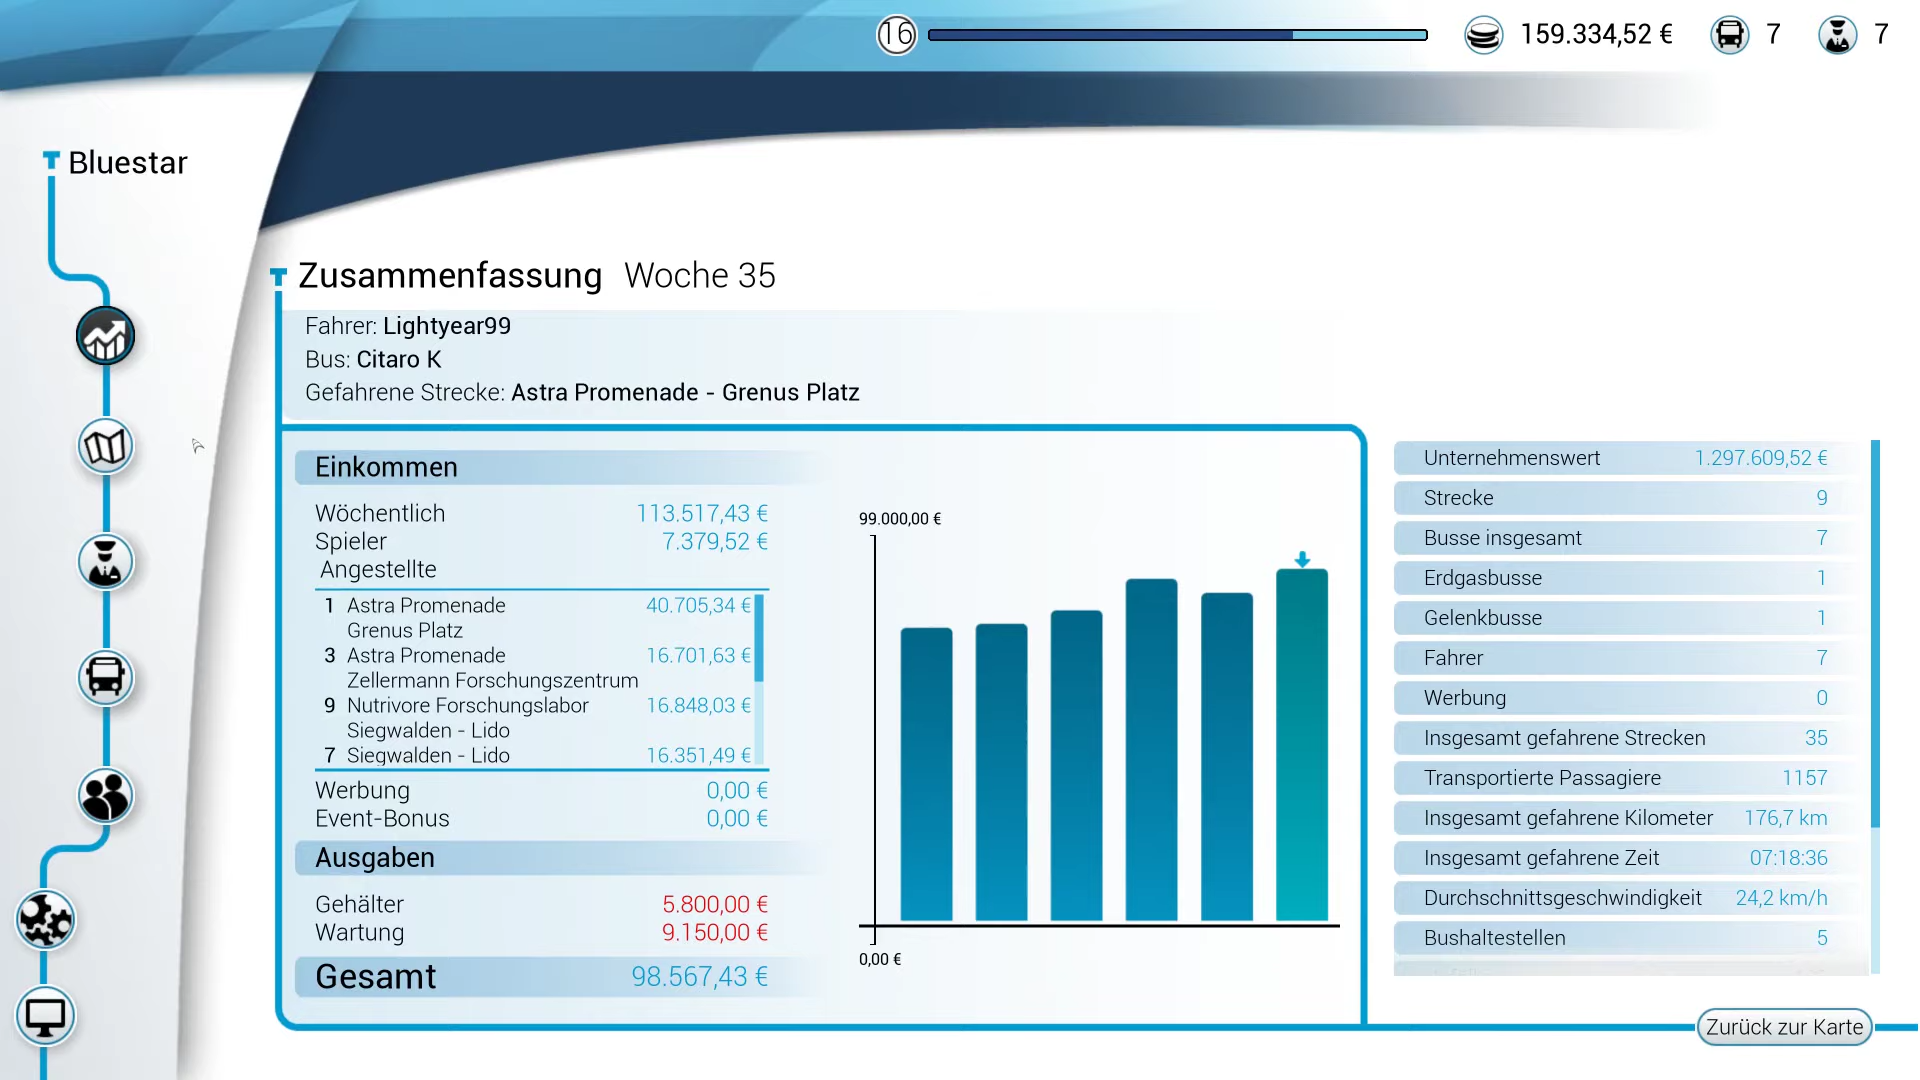 16 159.334,52 € 7 7
Bluestar
Zusammenfassung Woche 35
Fahrer: Lightyear99
Bus: Citaro K
Gefahrene Strecke: Astra Promenade - Grenus Platz
Einkommen
Wöchentlich 113.517,43 €
Spieler 7.379,52 €
Angestellte
1 Astra Promenade 40.705,34 €
Grenus Platz
3 Astra Promenade 16.701,63 €
Zellermann Forschungszentrum
9 Nutrivore Forschungslabor 16.848,03 €
Siegwalden - Lido
7 Siegwalden - Lido 16.351,49 €
Werbung 0,00 €
Event-Bonus 0,00 €
Ausgaben
Gehälter 5.800,00 €
Wartung 9.150,00 €
Gesamt 98.567,43 €
99.000,00 €
0,00 €
Unternehmenswert 1.297.609,52 €
Strecke 9
Busse insgesamt 7
Erdgasbusse 1
Gelenkbusse 1
Fahrer 7
Werbung 0
Insgesamt gefahrene Strecken 35
Transportierte Passagiere 1157
Insgesamt gefahrene Kilometer 176,7 km
Insgesamt gefahrene Zeit 07:18:36
Durchschnittsgeschwindigkeit 24,2 km/h
Bushaltestellen 5
Zurück zur Karte